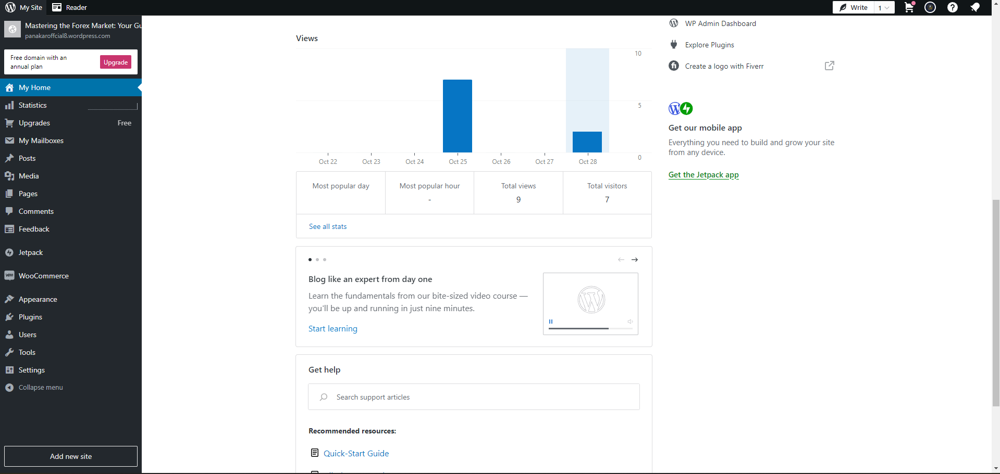 My Site
Reader
Write
1
Mastering the Forex Market: Your Gu
panakaroffcial8.wordpress.com
Free domain with an
annual plan
Upgrade
My Home
Statistics
Upgrades
Free
My Mailboxes
Posts
Media
Pages
Comments
Feedback
Jetpack
WooCommerce
Appearance
Plugins
Users
Tools
Settings
Collapse menu
Add new site
Views
10
5
0
Oct 22
Oct 23
Oct 24
Oct 25
Oct 26
Oct 27
Oct 28
Most popular day
Most popular hour
-
Total views
9
Total visitors
7
See all stats
Blog like an expert from day one
Learn the fundamentals from our bite-sized video course —
you'll be up and running in just nine minutes.
Start learning
Get help
Search support articles
Recommended resources:
Quick-Start Guide
WP Admin Dashboard
Explore Plugins
Create a logo with Fiverr
Get our mobile app
Everything you need to build and grow your site
from any device.
Get the Jetpack app